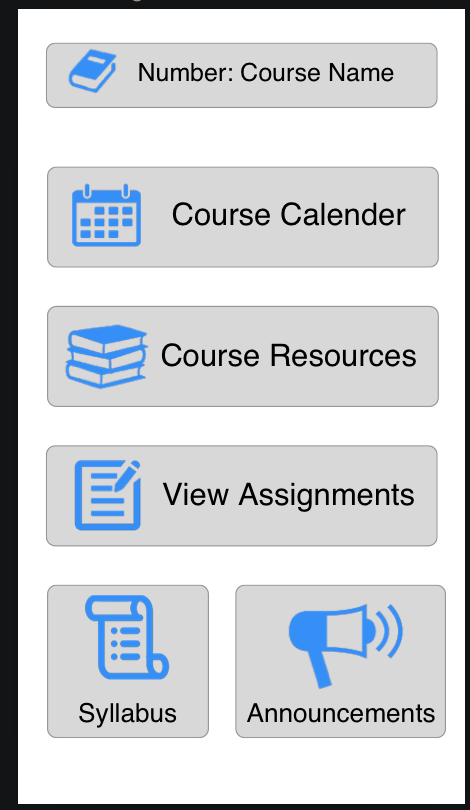 Number: Course Name
Course Calender
Course Resources
View Assignments
Syllabus
Announcements